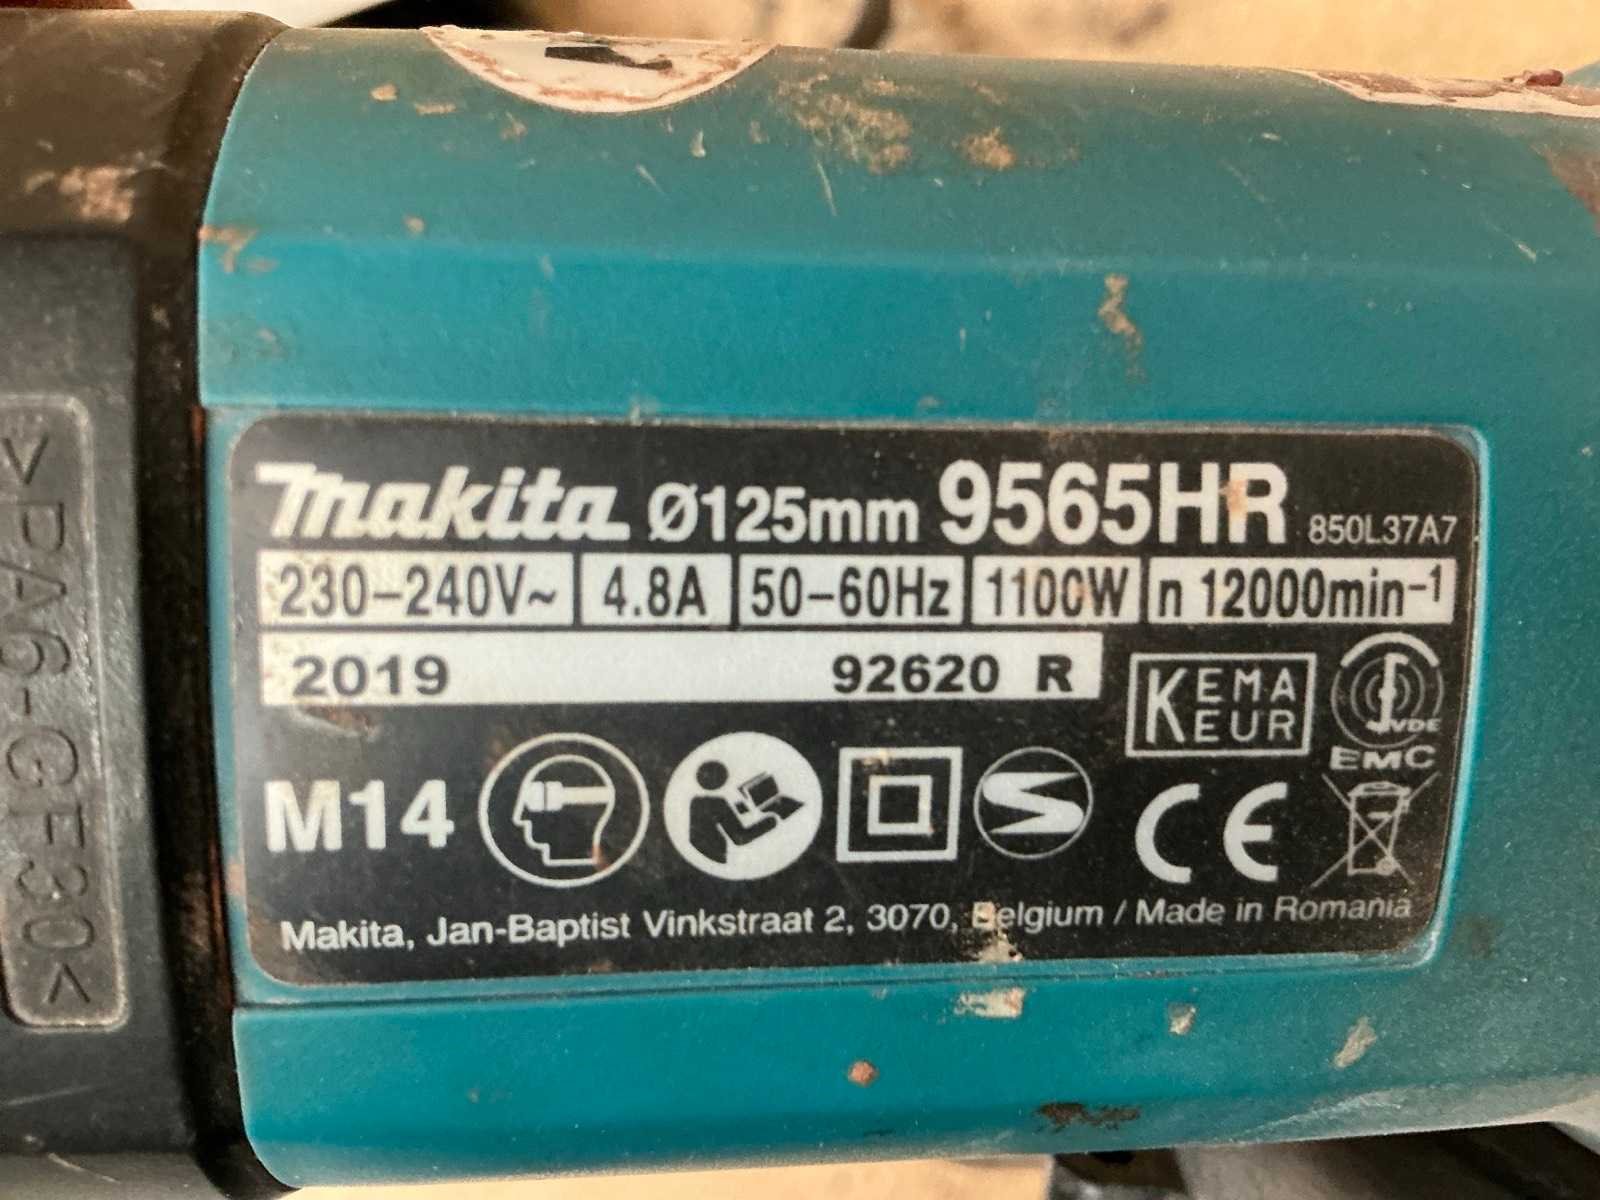 makita Ø125mm 9565HR 850L37A7
230-240V~ 4.8A 50-60Hz 1100W n 12000min-1
2019 92620 R
KEMA
KEUR
VDE
EMC
M14
CE
Makita, Jan-Baptist Vinkstraat 2, 3070, Belgium / Made in Romania
>PA6-GF30<